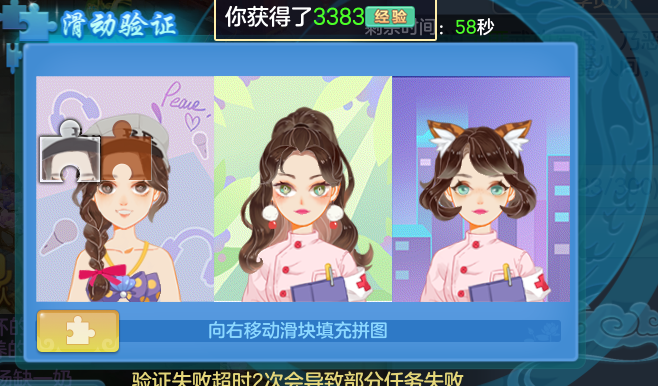 滑动验证
你获得了3383经验
剩余时间：58秒
Peace,
向右移动滑块填充拼图
验证失败超时2次会导致部分任务失败